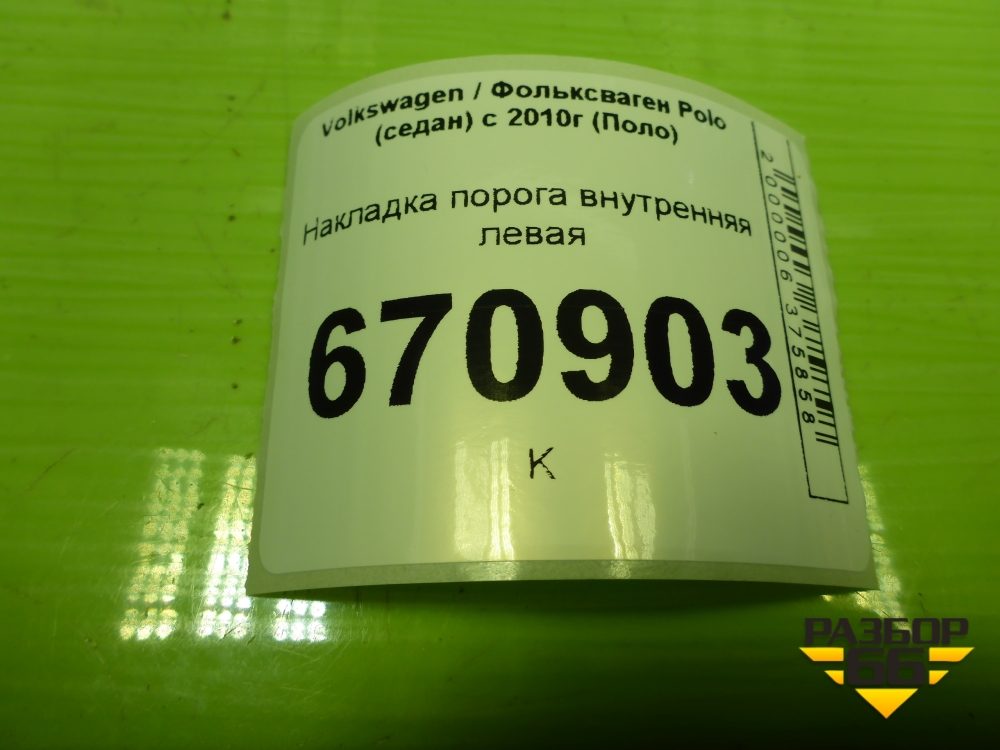 Volkswagen / Фольксваген Polo
(седан) с 2010г (Поло)
Накладка порога внутренняя
левая
670903
К
2000006375858
РАЗБОР
66